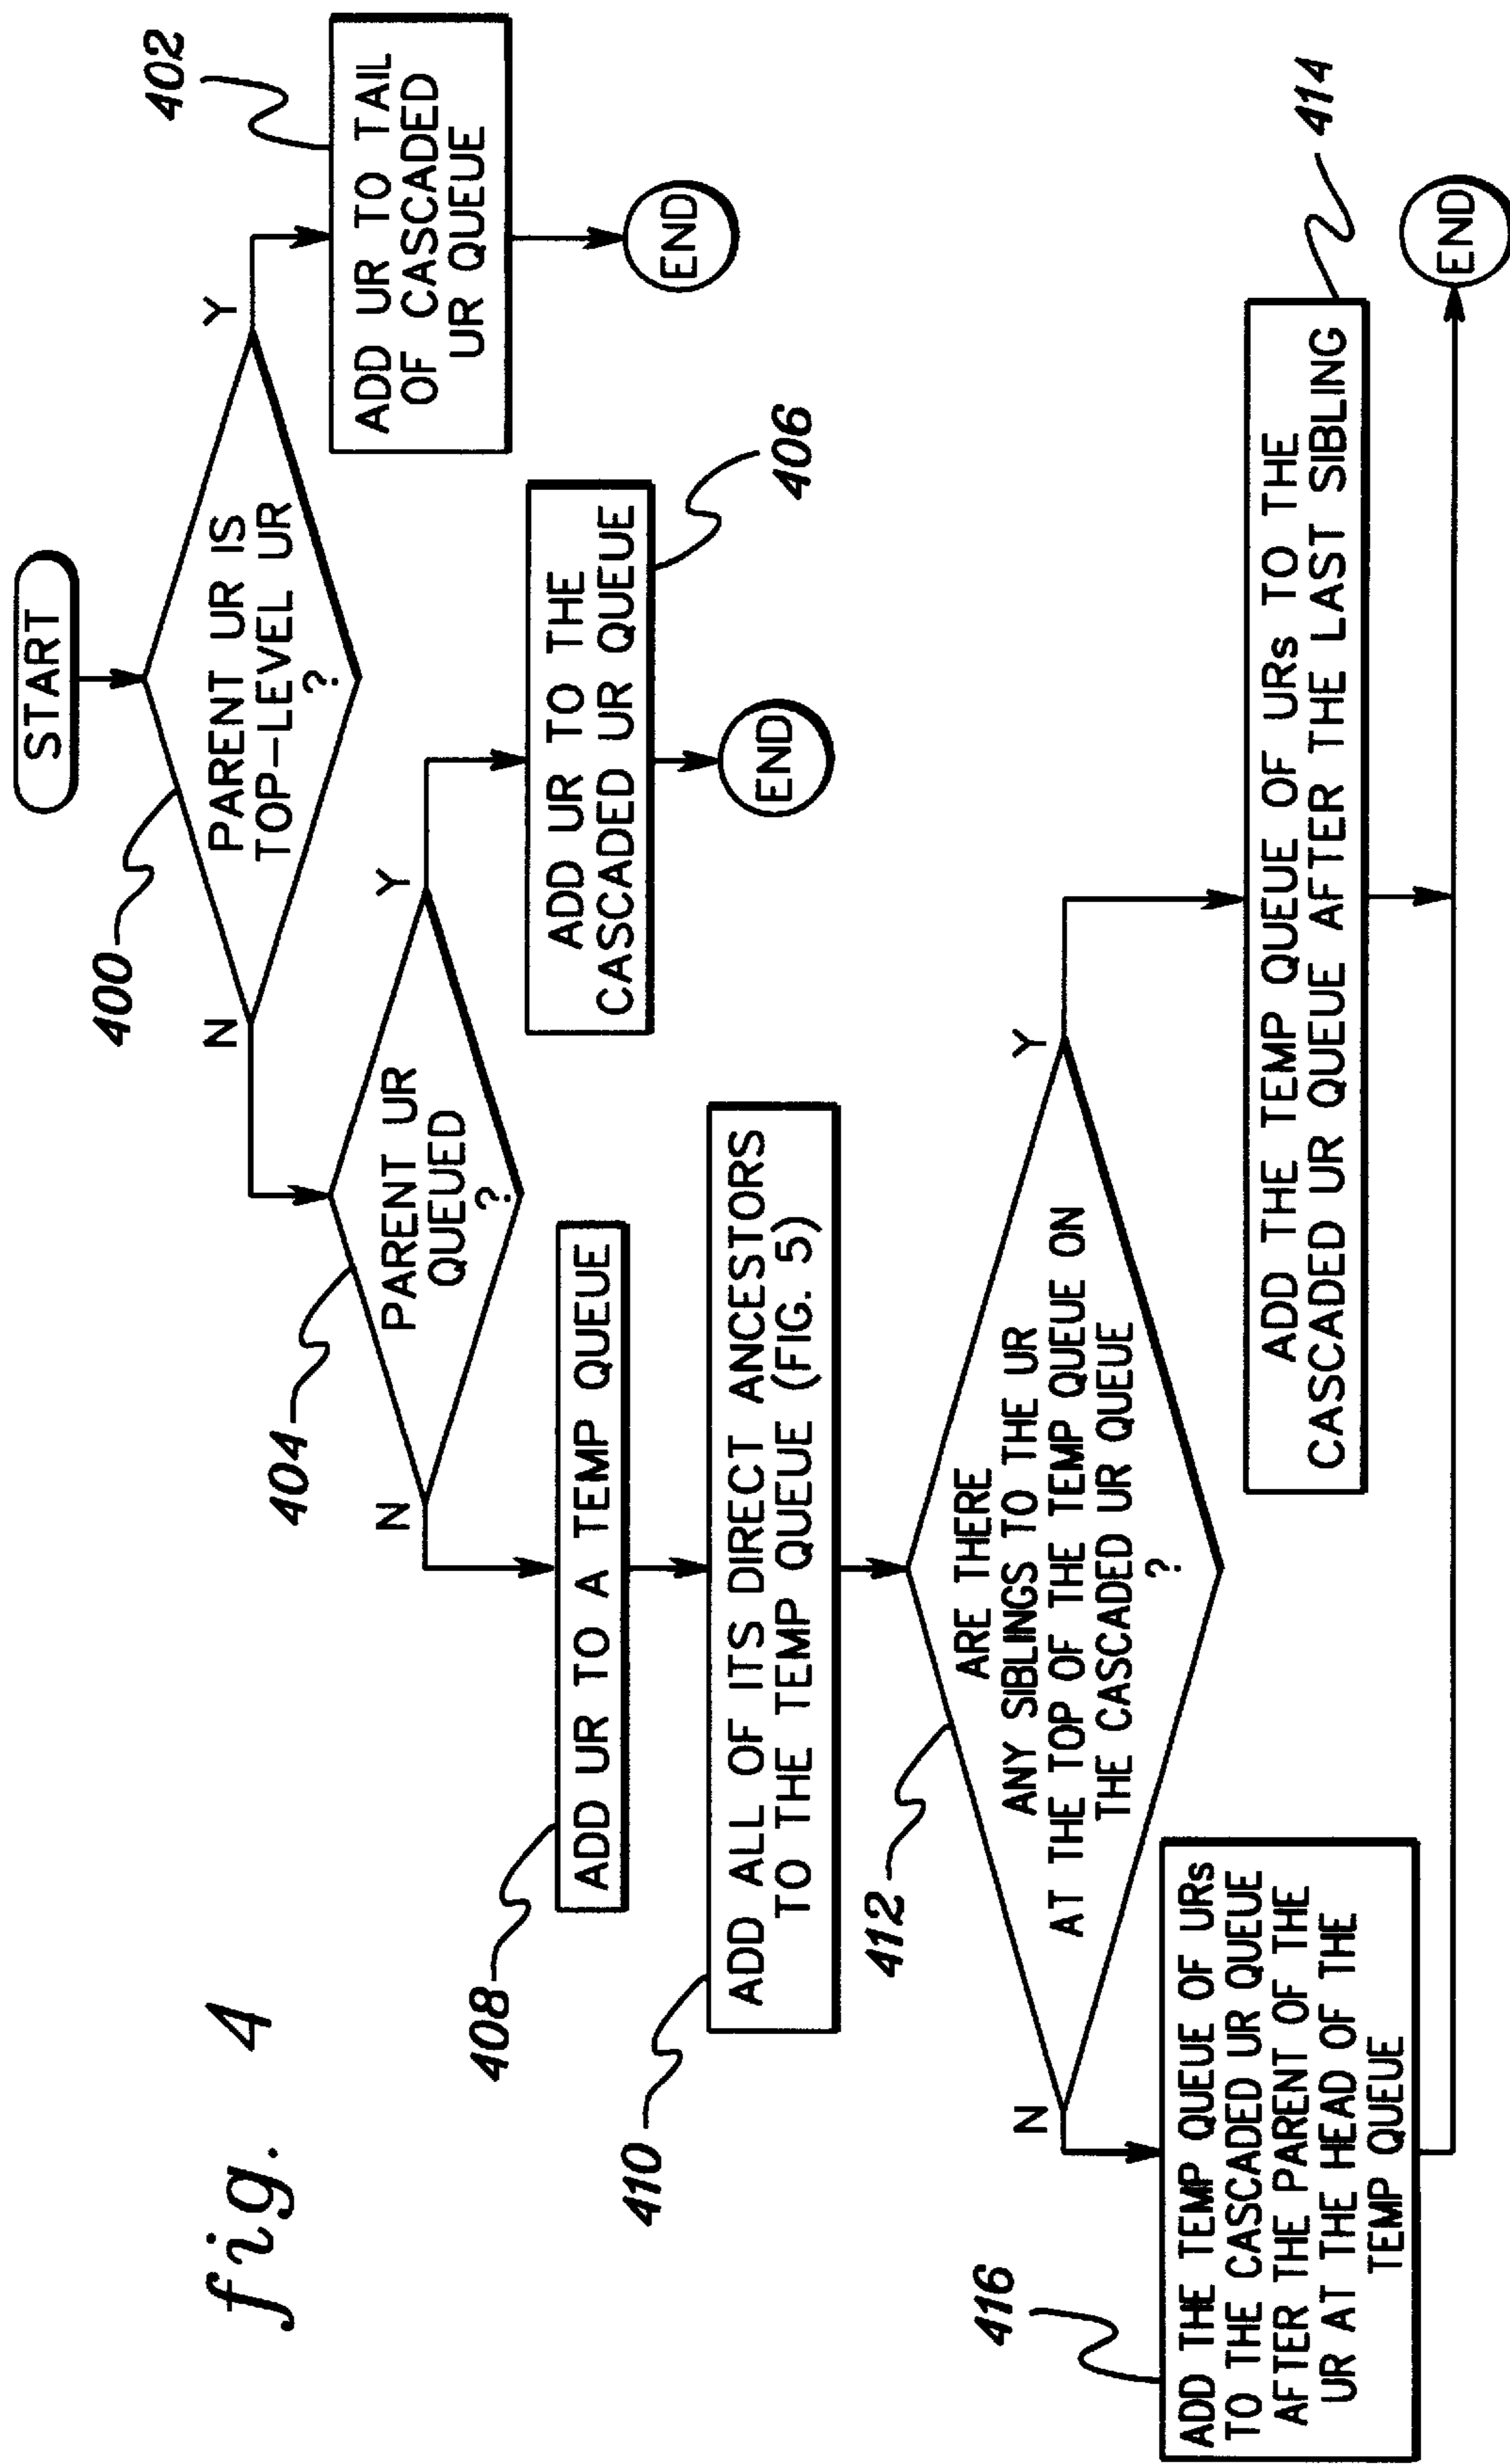 fig. 4
START
400
PARENT UR IS
TOP-LEVEL UR
?
Y
N
402
ADD UR TO TAIL
OF CASCADED
UR QUEUE
END
404
PARENT UR
QUEUED
?
Y
N
406
ADD UR TO THE
CASCADED UR QUEUE
END
408
ADD UR TO A TEMP QUEUE
410
ADD ALL OF ITS DIRECT ANCESTORS
TO THE TEMP QUEUE (FIG. 5)
412
ARE THERE
ANY SIBLINGS TO THE UR
AT THE TOP OF THE TEMP QUEUE ON
THE CASCADED UR QUEUE
?
Y
N
414
ADD THE TEMP QUEUE OF URs TO THE
CASCADED UR QUEUE AFTER THE LAST SIBLING
416
ADD THE TEMP QUEUE OF URs
TO THE CASCADED UR QUEUE
AFTER THE PARENT OF THE
UR AT THE HEAD OF THE
TEMP QUEUE
END